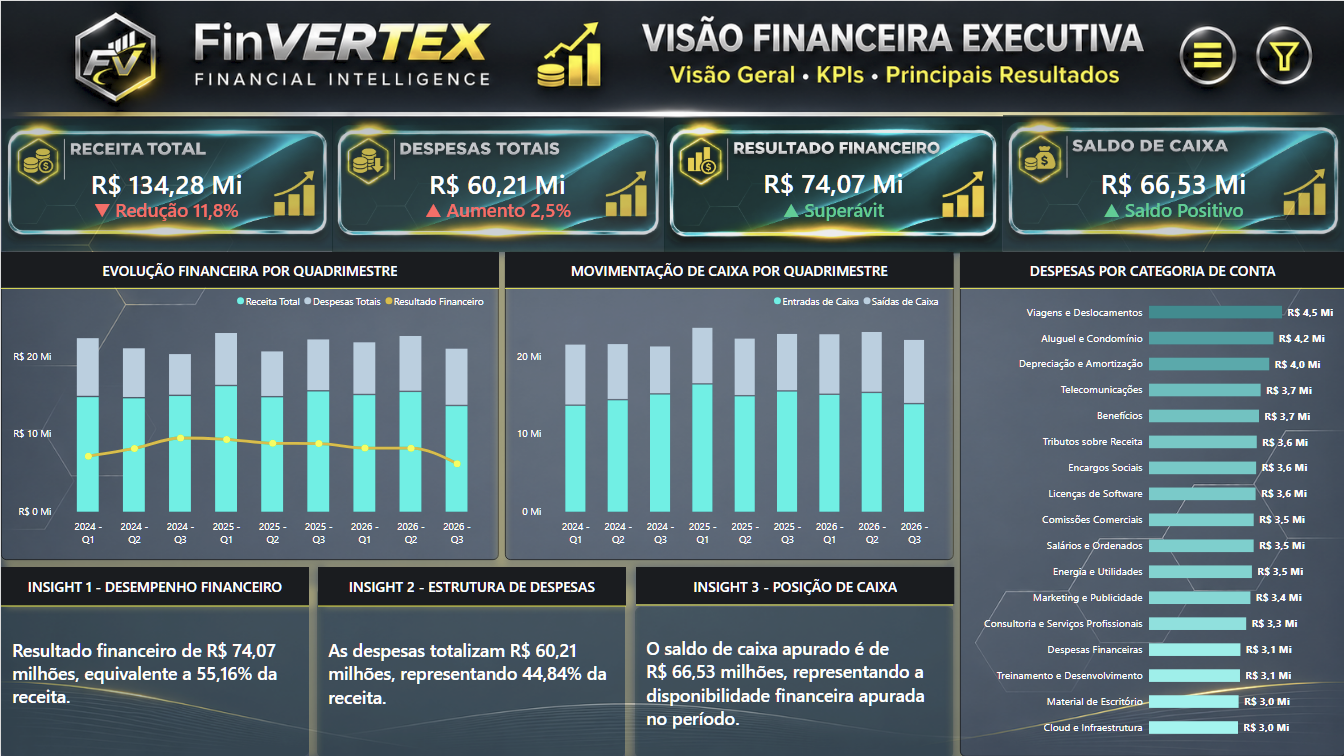 FV
FinVERTEX
FINANCIAL INTELLIGENCE
VISÃO FINANCEIRA EXECUTIVA
Visão Geral • KPIs • Principais Resultados
RECEITA TOTAL
R$ 134,28 Mi
▼ Redução 11,8%
DESPESAS TOTAIS
R$ 60,21 Mi
▲ Aumento 2,5%
RESULTADO FINANCEIRO
R$ 74,07 Mi
▲ Superávit
SALDO DE CAIXA
R$ 66,53 Mi
▲ Saldo Positivo
EVOLUÇÃO FINANCEIRA POR QUADRIMESTRE
Receita Total Despesas Totais Resultado Financeiro
R$ 20 Mi
R$ 10 Mi
R$ 0 Mi
2024 - 2024 - 2024 - 2025 - 2025 - 2025 - 2026 - 2026 - 2026 -
Q1 Q2 Q3 Q1 Q2 Q3 Q1 Q2 Q3
MOVIMENTAÇÃO DE CAIXA POR QUADRIMESTRE
Entradas de Caixa Saídas de Caixa
20 Mi
10 Mi
0 Mi
2024 - 2024 - 2024 - 2025 - 2025 - 2025 - 2026 - 2026 - 2026 -
Q1 Q2 Q3 Q1 Q2 Q3 Q1 Q2 Q3
DESPESAS POR CATEGORIA DE CONTA
Viagens e Deslocamentos R$ 4,5 Mi
Aluguel e Condomínio R$ 4,2 Mi
Depreciação e Amortização R$ 4,0 Mi
Telecomunicações R$ 3,7 Mi
Benefícios R$ 3,7 Mi
Tributos sobre Receita R$ 3,6 Mi
Encargos Sociais R$ 3,6 Mi
Licenças de Software R$ 3,6 Mi
Comissões Comerciais R$ 3,5 Mi
Salários e Ordenados R$ 3,5 Mi
Energia e Utilidades R$ 3,5 Mi
Marketing e Publicidade R$ 3,4 Mi
Consultoria e Serviços Profissionais R$ 3,3 Mi
Despesas Financeiras R$ 3,1 Mi
Treinamento e Desenvolvimento R$ 3,1 Mi
Material de Escritório R$ 3,0 Mi
Cloud e Infraestrutura R$ 3,0 Mi
INSIGHT 1 - DESEMPENHO FINANCEIRO
Resultado financeiro de R$ 74,07
milhões, equivalente a 55,16% da
receita.
INSIGHT 2 - ESTRUTURA DE DESPESAS
As despesas totalizam R$ 60,21
milhões, representando 44,84% da
receita.
INSIGHT 3 - POSIÇÃO DE CAIXA
O saldo de caixa apurado é de
R$ 66,53 milhões, representando a
disponibilidade financeira apurada
no período.